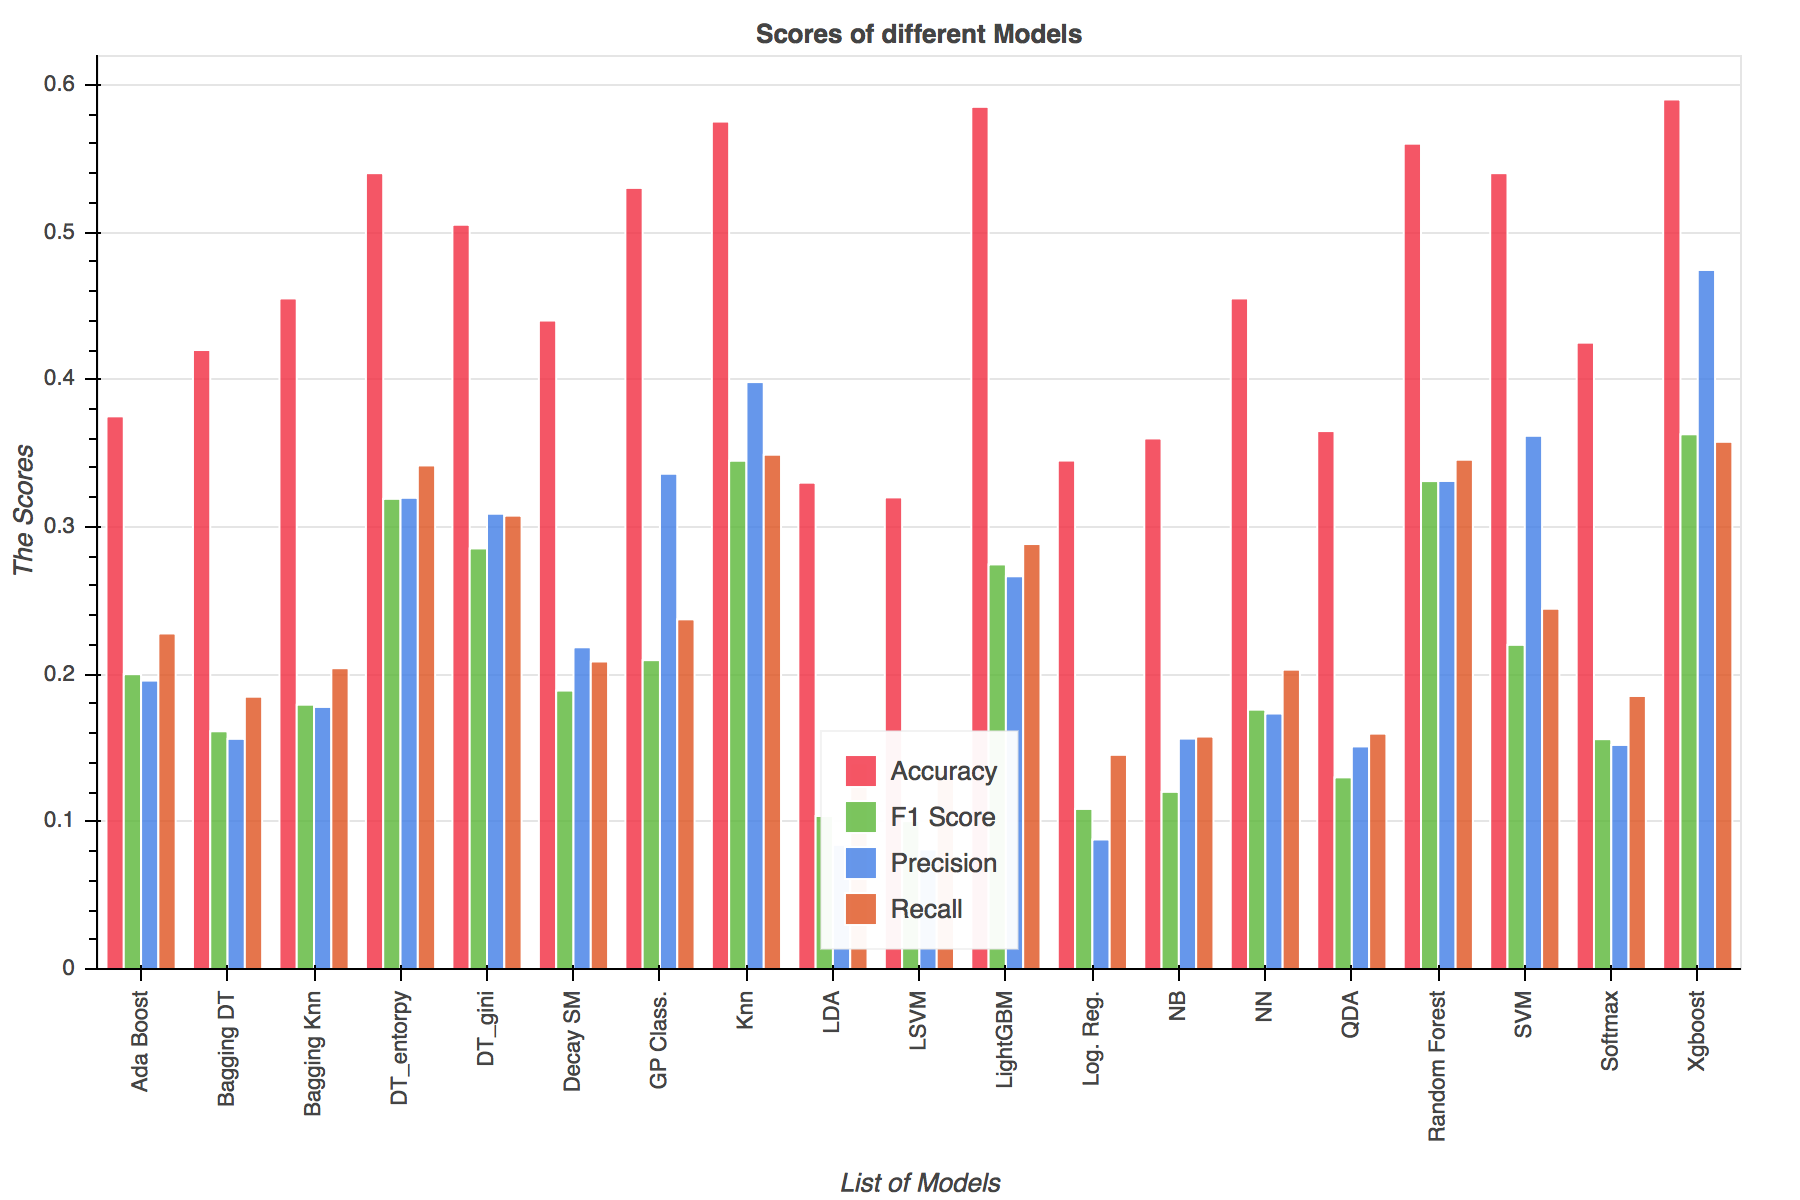 Scores of different Models
The Scores
0.6
0.5
0.4
0.3
0.2
0.1
0
Accuracy
F1 Score
Precision
Recall
Ada Boost
Bagging DT
Bagging Knn
DT_entorpy
DT_gini
Decay SM
GP Class.
Knn
LDA
LSVM
LightGBM
Log. Reg.
NB
NN
QDA
Random Forest
SVM
Softmax
Xgboost
List of Models